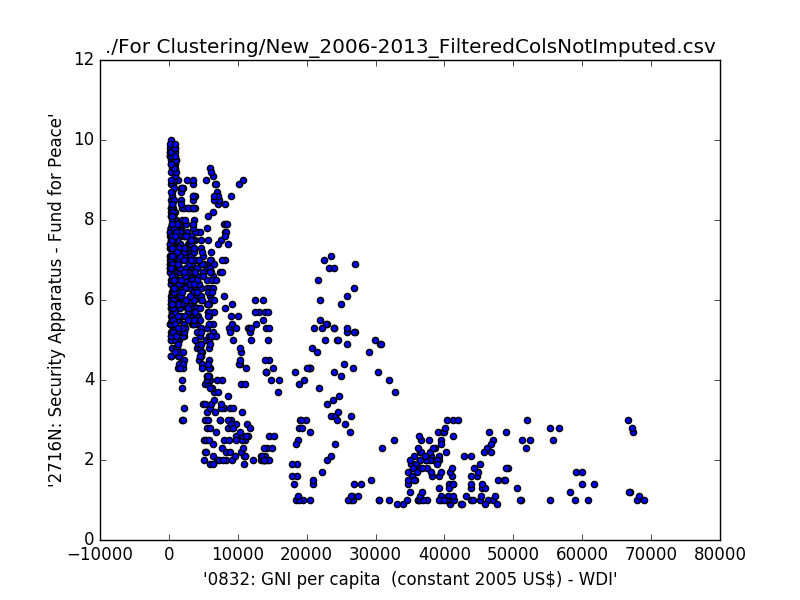 ./For Clustering/New_2006-2013_FilteredColsNotImputed.csv
12
10
8
6
4
2
0
'2716N: Security Apparatus - Fund for Peace'
−10000 0 10000 20000 30000 40000 50000 60000 70000 80000
'0832: GNI per capita  (constant 2005 US$) - WDI'